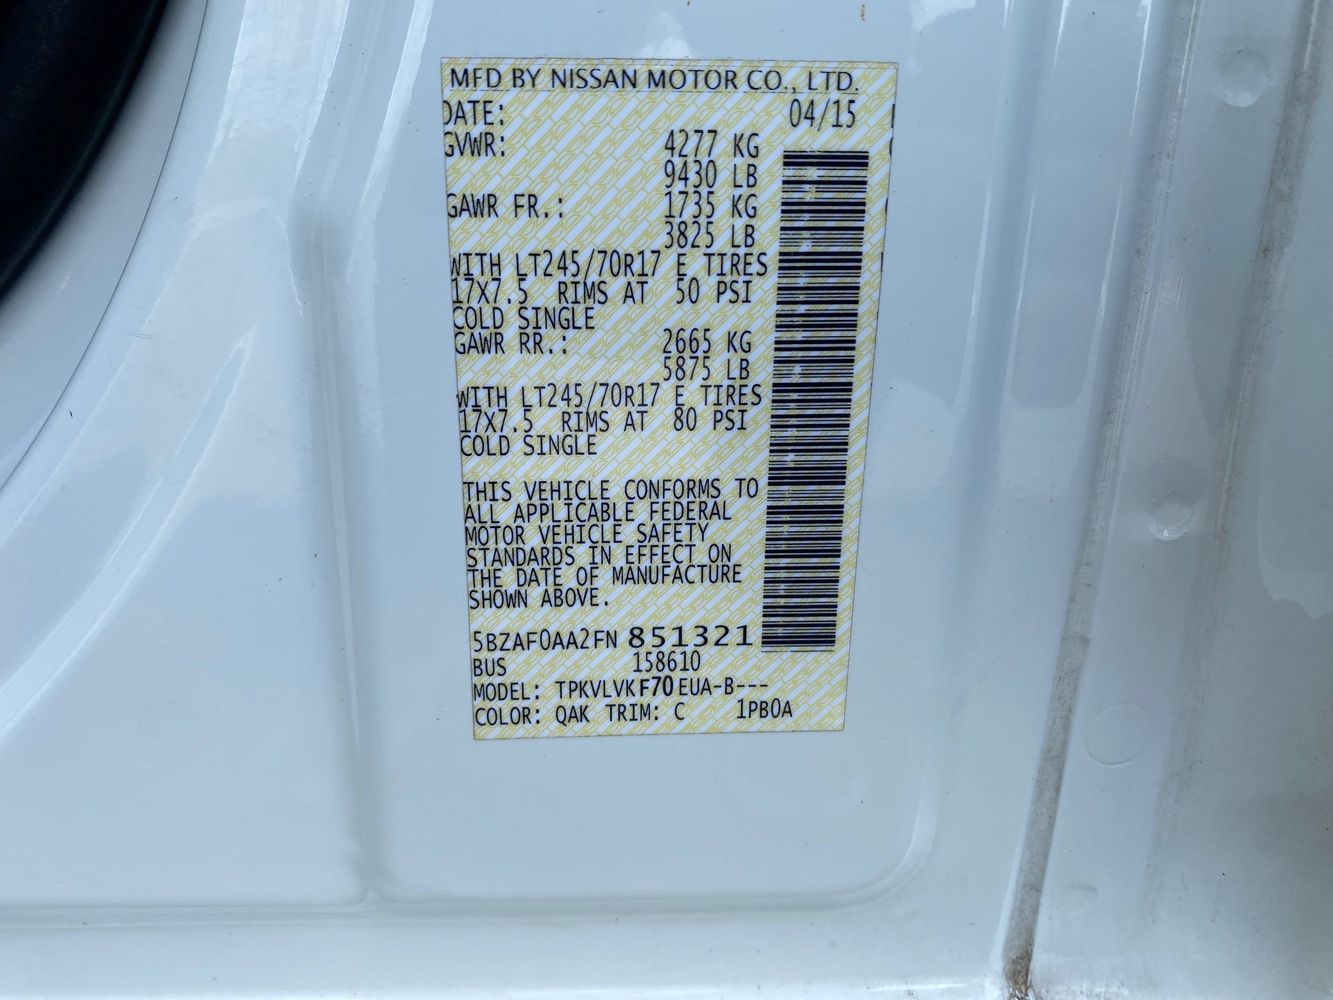 MFD BY NISSAN MOTOR CO., LTD.
DATE: 04/15
GVWR: 4277 KG
9430 LB
GAWR FR.: 1735 KG
3825 LB
WITH LT245/70R17 E TIRES
17X7.5 RIMS AT 50 PSI
COLD SINGLE
GAWR RR.: 2665 KG
5875 LB
WITH LT245/70R17 E TIRES
17X7.5 RIMS AT 80 PSI
COLD SINGLE
THIS VEHICLE CONFORMS TO
ALL APPLICABLE FEDERAL
MOTOR VEHICLE SAFETY
STANDARDS IN EFFECT ON
THE DATE OF MANUFACTURE
SHOWN ABOVE.
5BZAF0AA2FN 851321
BUS 158610
MODEL: TPKVLVKF70EUA-B---
COLOR: QAK TRIM: C 1PB0A